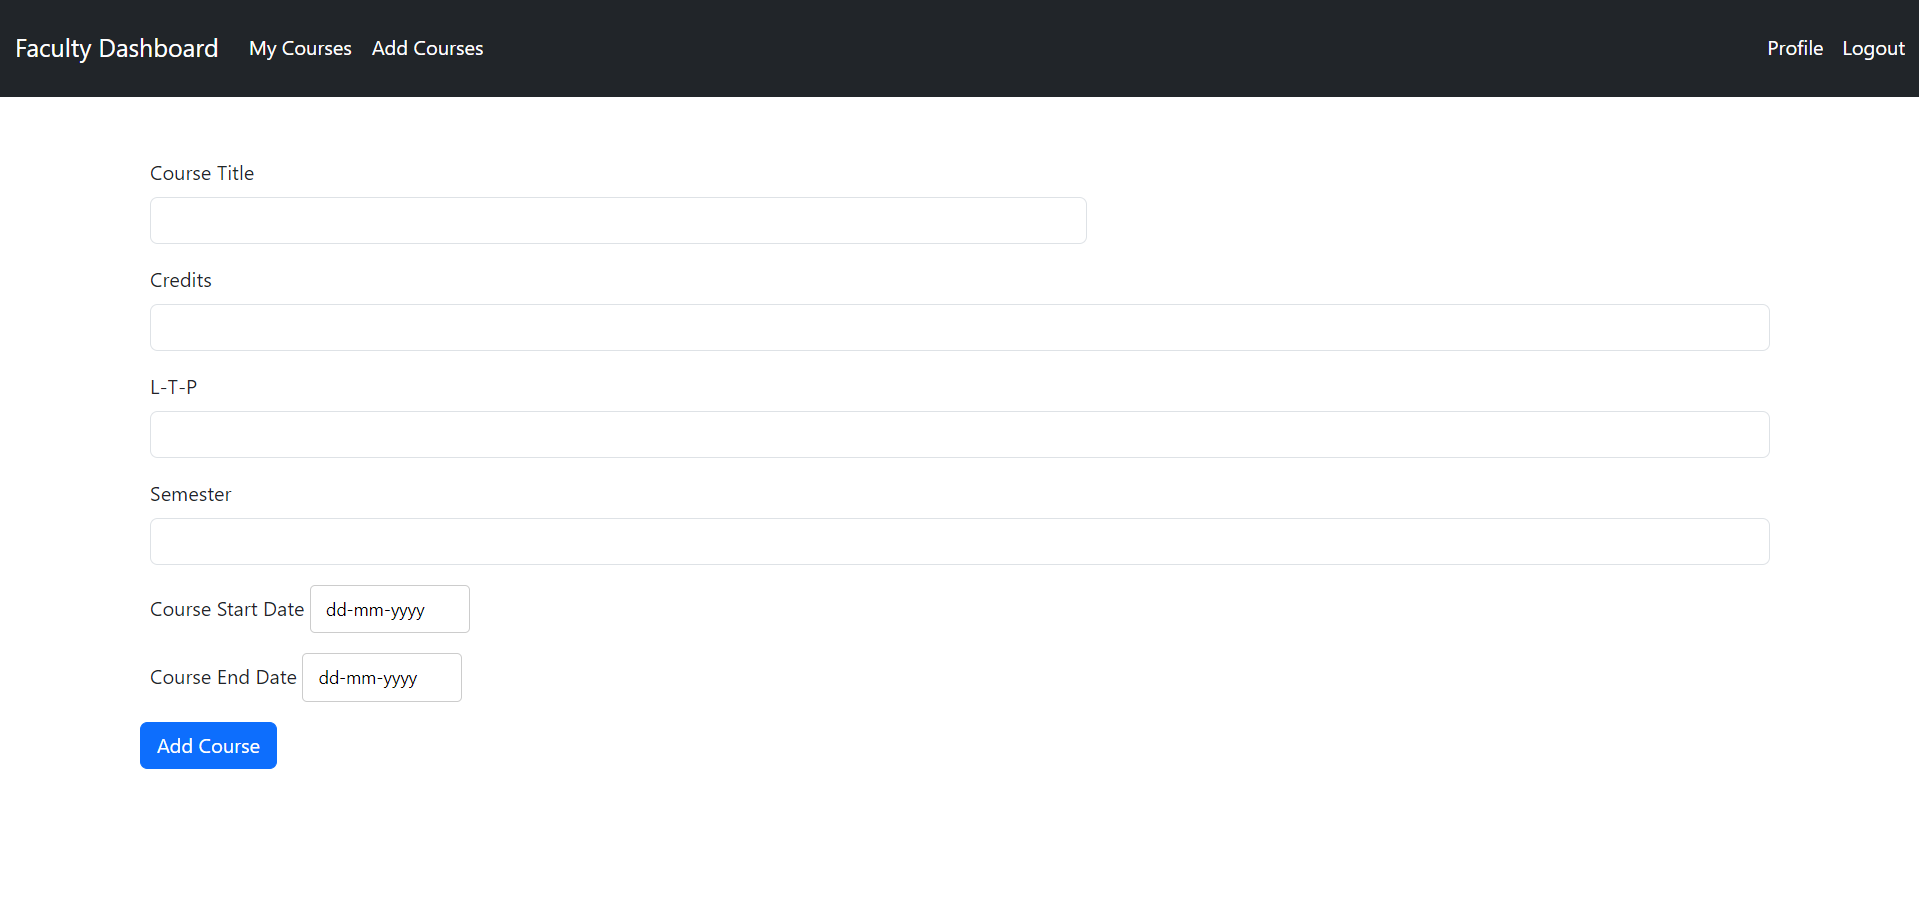 Faculty Dashboard My Courses Add Courses Profile Logout
Course Title
Credits
L-T-P
Semester
Course Start Date dd-mm-yyyy
Course End Date dd-mm-yyyy
Add Course